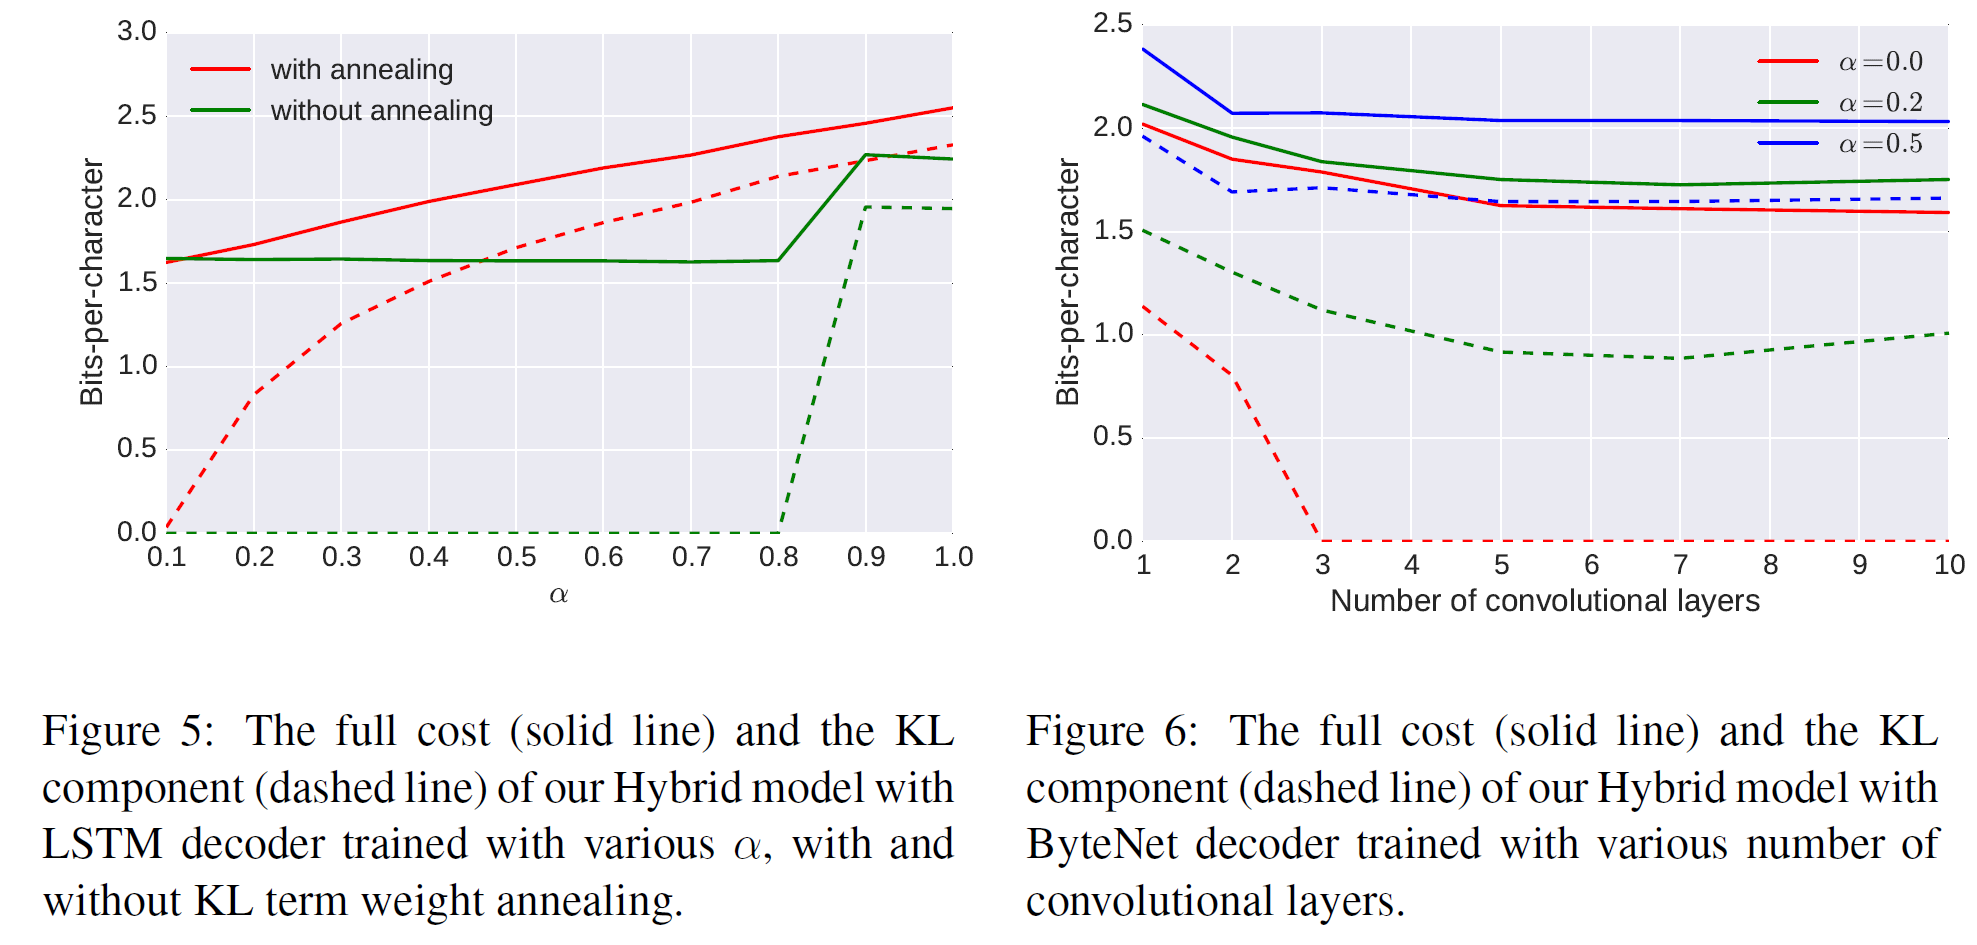 3.0
2.5
2.0
1.5
1.0
0.5
0.0
Bits-per-character
with annealing
without annealing
0.1 0.2 0.3 0.4 0.5 0.6 0.7 0.8 0.9 1.0
α
2.5
2.0
1.5
1.0
0.5
0.0
Bits-per-character
α=0.0
α=0.2
α=0.5
1 2 3 4 5 6 7 8 9 10
Number of convolutional layers
Figure 5: The full cost (solid line) and the KL
component (dashed line) of our Hybrid model with
LSTM decoder trained with various α, with and
without KL term weight annealing.
Figure 6: The full cost (solid line) and the KL
component (dashed line) of our Hybrid model with
ByteNet decoder trained with various number of
convolutional layers.